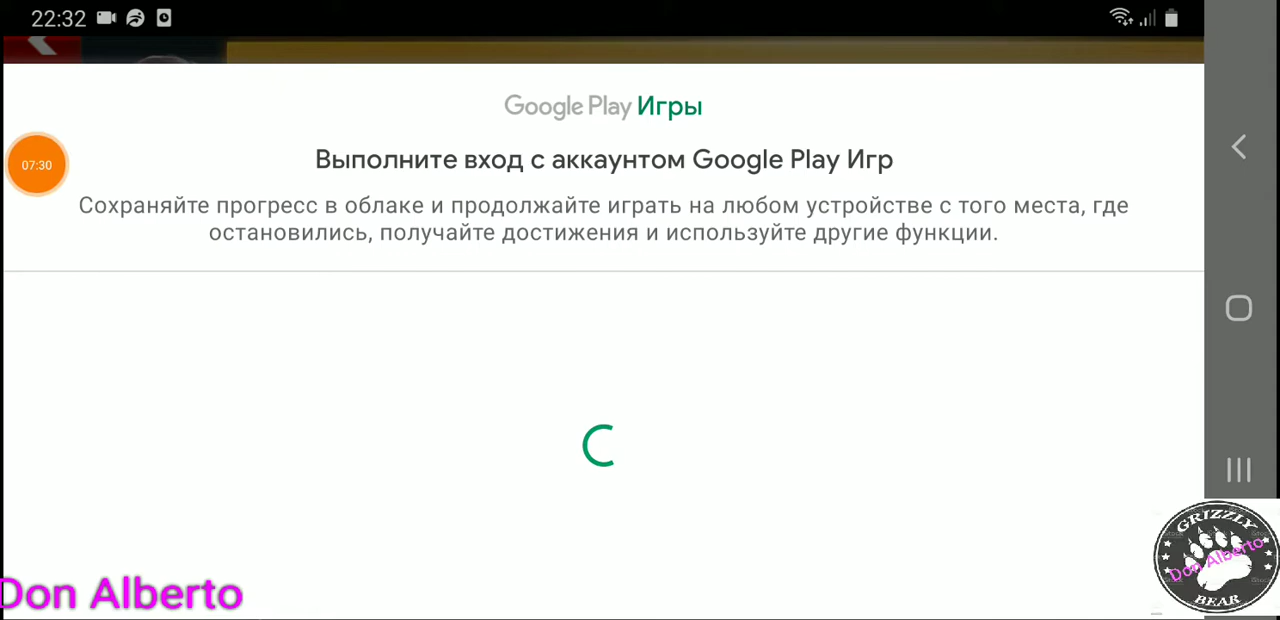 22:32
Google Play Игры
07:30
Выполните вход с аккаунтом Google Play Игр
Сохраняйте прогресс в облаке и продолжайте играть на любом устройстве с того места, где
остановились, получайте достижения и используйте другие функции.
GRIZZLY
Don Alberto
BEAR
Don Alberto